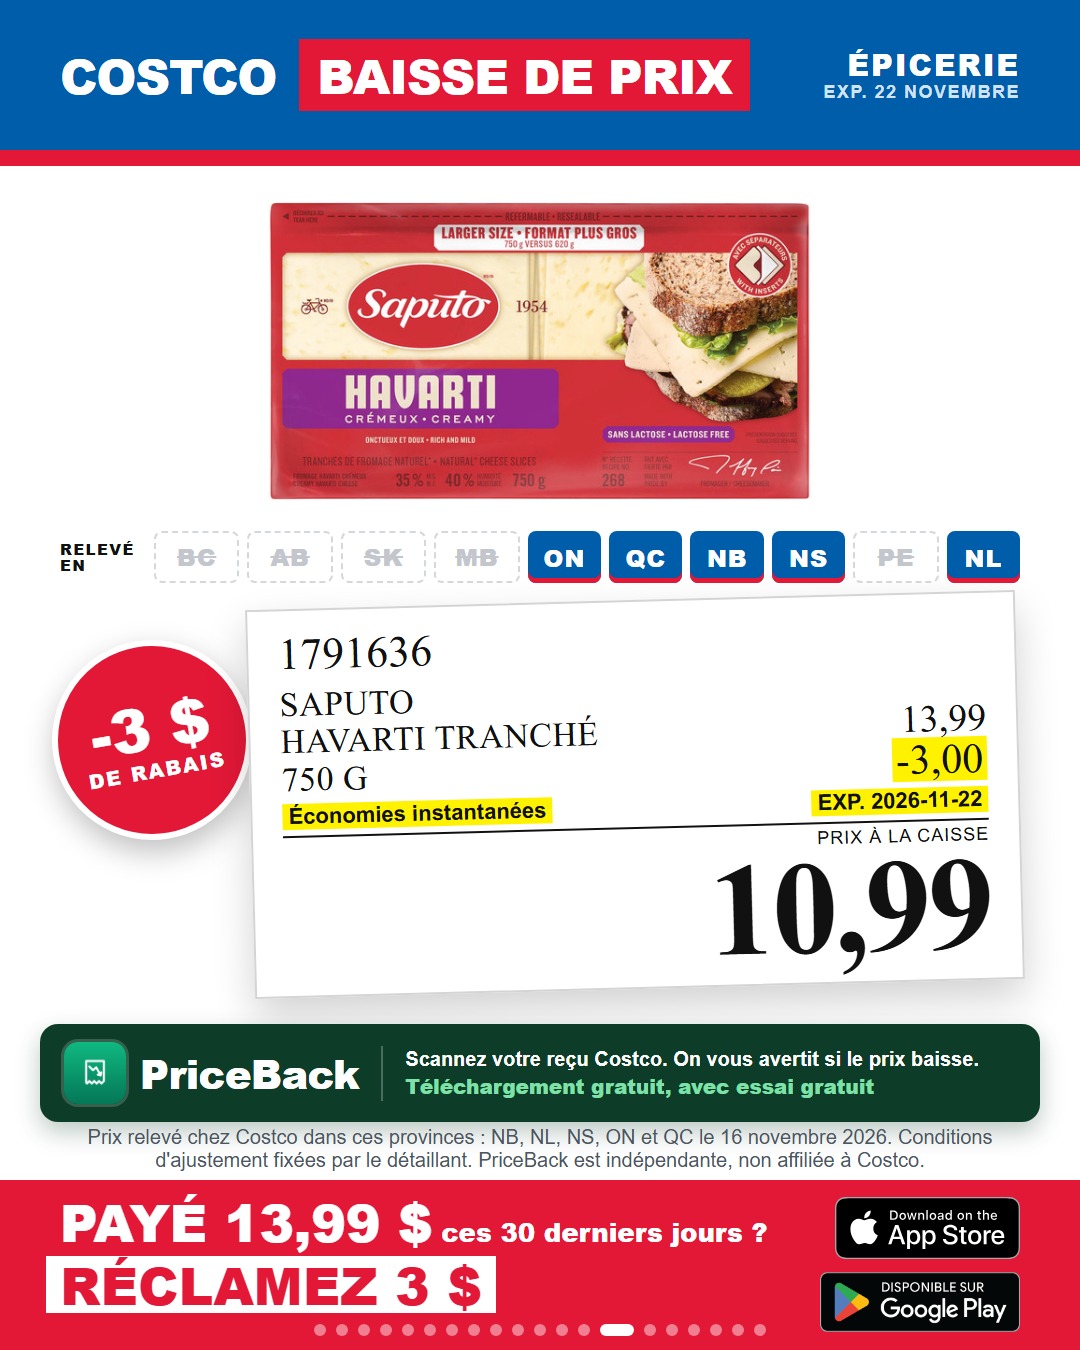 COSTCO BAISSE DE PRIX
ÉPICERIE
EXP. 22 NOVEMBRE
REFERMABLE • RESEALABLE
LARGER SIZE • FORMAT PLUS GROS
750 g VERSUS 620 g
AVEC SÉPARATEURS
WITH INSERTS
Saputo
1954
HAVARTI
CRÉMEUX • CREAMY
ONCTUEUX ET DOUX • RICH AND MILD
SANS LACTOSE • LACTOSE FREE
TRANCHES DE FROMAGE NATUREL • NATURAL CHEESE SLICES
35 % 40 % 750 g
268
RELEVÉ EN
BC AB SK MB ON QC NB NS PE NL
1791636
SAPUTO
HAVARTI TRANCHÉ
750 G
13,99
-3,00
Économies instantanées
EXP. 2026-11-22
PRIX À LA CAISSE
10,99
-3 $
DE RABAIS
PriceBack
Scannez votre reçu Costco. On vous avertit si le prix baisse.
Téléchargement gratuit, avec essai gratuit
Prix relevé chez Costco dans ces provinces : NB, NL, NS, ON et QC le 16 novembre 2026. Conditions
d'ajustement fixées par le détaillant. PriceBack est indépendante, non affiliée à Costco.
PAYÉ 13,99 $ ces 30 derniers jours ?
RÉCLAMEZ 3 $
Download on the
App Store
DISPONIBLE SUR
Google Play